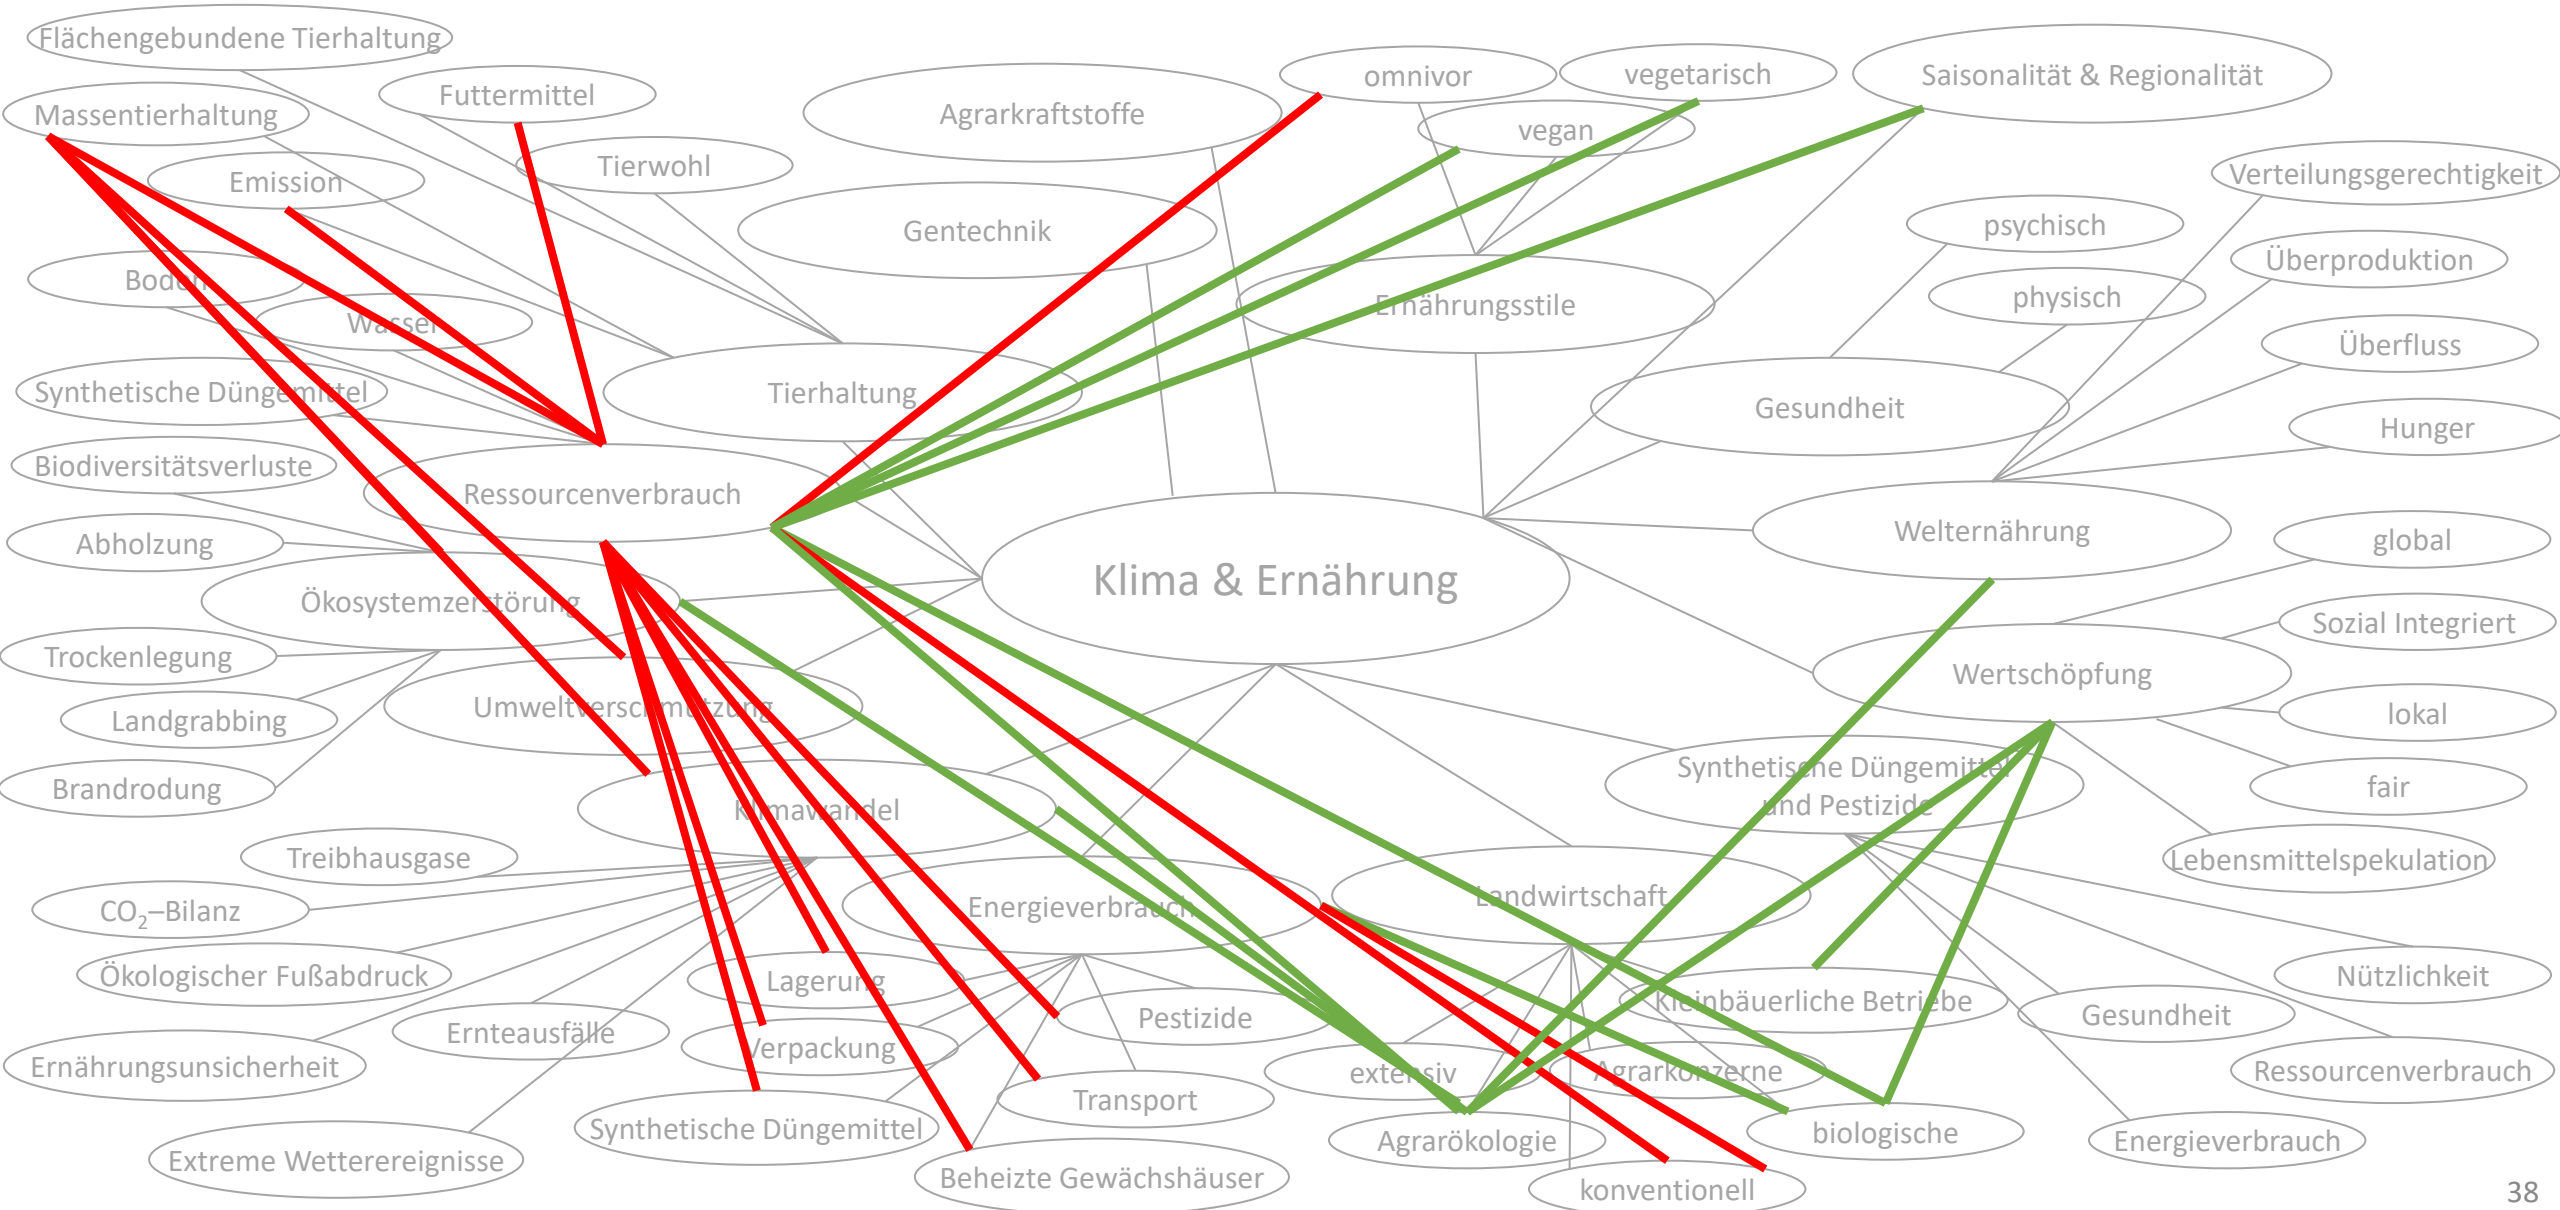 Flächengebundene Tierhaltung
Massentierhaltung
Futtermittel
Emission
Tierwohl
Agrarkraftstoffe
Gentechnik
omnivor
vegetarisch
vegan
Saisonalität & Regionalität
Verteilungsgerechtigkeit
psychisch
Überproduktion
physisch
Überfluss
Hunger
Boden
Wasser
Synthetische Düngemittel
Tierhaltung
Ernährungsstile
Gesundheit
Biodiversitätsverluste
Ressourcenverbrauch
Welternährung
Abholzung
global
Ökosystemzerstörung
Klima & Ernährung
Sozial Integriert
Trockenlegung
Wertschöpfung
Landgrabbing
Umweltverschmutzung
lokal
Brandrodung
Klimawandel
Synthetische Düngemittel
und Pestizide
fair
Treibhausgase
Lebensmittelspekulation
CO₂–Bilanz
Energieverbrauch
Landwirtschaft
Ökologischer Fußabdruck
Lagerung
Nützlichkeit
Ernteausfälle
Verpackung
Pestizide
Kleinbäuerliche Betriebe
Gesundheit
Ernährungsunsicherheit
extensiv
Agrarkonzerne
Ressourcenverbrauch
Transport
Synthetische Düngemittel
Agrarökologie
biologische
Energieverbrauch
Extreme Wetterereignisse
Beheizte Gewächshäuser
konventionell
38